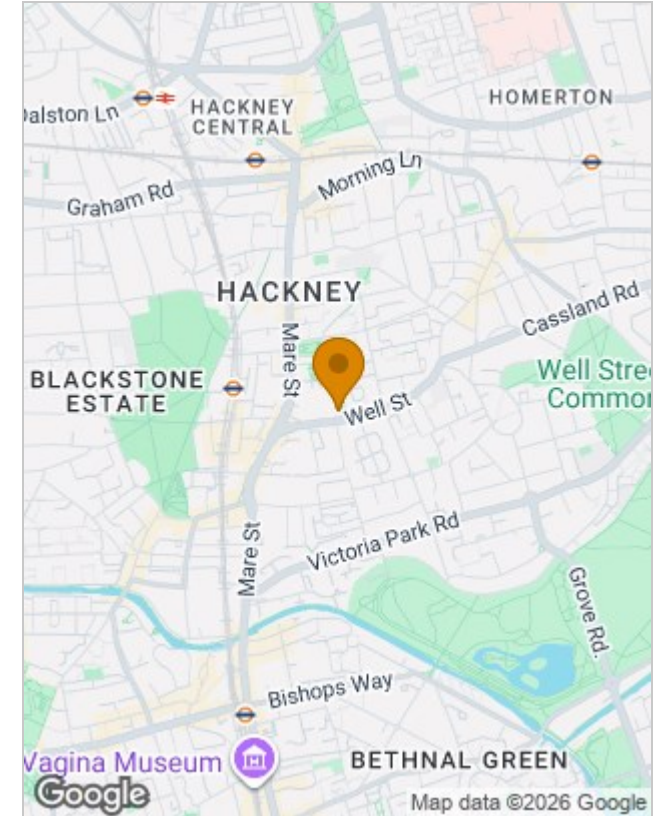 HOMERTON
Dalston Ln
HACKNEY
CENTRAL
Morning Ln
Graham Rd
HACKNEY
Cassland Rd
Mare St
BLACKSTONE
ESTATE
Well Stree
Common
Well St
Mare St
Victoria Park Rd
Grove Rd.
Bishops Way
Vagina Museum
BETHNAL GREEN
Google
Map data ©2026 Google